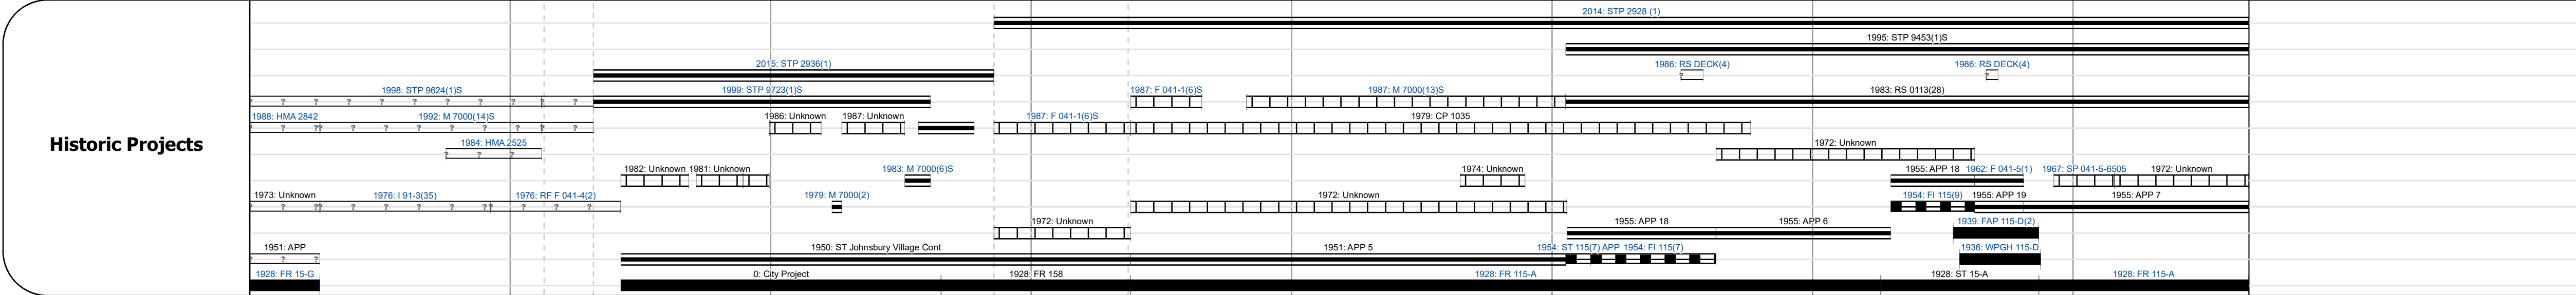 2014: STP 2928 (1)
1995: STP 9453(1)S
2015: STP 2936(1)
1986: RS DECK(4)
1986: RS DECK(4)
1998: STP 9624(1)S
1999: STP 9723(1)S
1987: F 041-1(6)S
1987: M 7000(13)S
1983: RS 0113(28)
? ? ? ? ? ? ? ? ? ?
1988: HMA 2842
1992: M 7000(14)S
1986: Unknown
1987: Unknown
1987: F 041-1(6)S
1979: CP 1035
1984: HMA 2525
1972: Unknown
Historic Projects
1982: Unknown
1981: Unknown
1983: M 7000(6)S
1974: Unknown
1955: APP 18
1962: F 041-5(1)
1967: SP 041-5-6505
1972: Unknown
1973: Unknown
1976: I 91-3(35)
1976: RF F 041-4(2)
1979: M 7000(2)
1972: Unknown
1954: FI 115(9)
1955: APP 19
1955: APP 7
1972: Unknown
1955: APP 18
1955: APP 6
1939: FAP 115-D(2)
1951: APP
1950: ST Johnsbury Village Cont
1951: APP 5
1954: ST 115(7) APP
1954: FI 115(7)
1936: WPGH 115-D
1928: FR 15-G
0: City Project
1928: FR 158
1928: FR 115-A
1928: ST 15-A
1928: FR 115-A